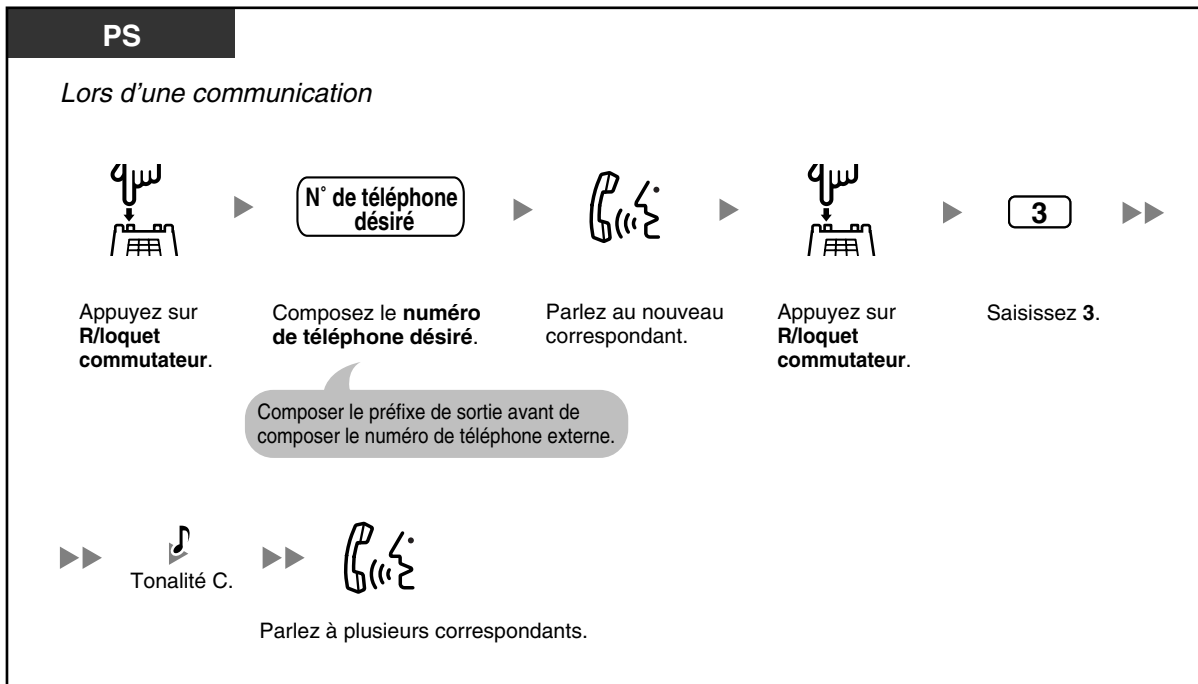 PS
Lors d'une communication
N° de téléphone
désiré
3
Appuyez sur
R/loquet
commutateur.
Composez le numéro
de téléphone désiré.
Parlez au nouveau
correspondant.
Appuyez sur
R/loquet
commutateur.
Saisissez 3.
Composer le préfixe de sortie avant de
composer le numéro de téléphone externe.
Tonalité C.
Parlez à plusieurs correspondants.